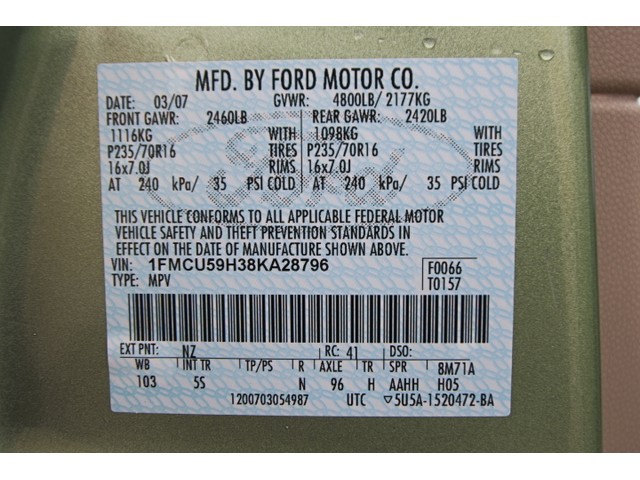 MFD. BY FORD MOTOR CO.
DATE: 03/07 GVWR: 4800LB/ 2177KG
FRONT GAWR: 2460LB REAR GAWR: 2420LB
1116KG WITH 1098KG WITH
P235/70R16 TIRES P235/70R16 TIRES
16x7.0J RIMS 16x7.0J RIMS
AT 240 kPa/ 35 PSI COLD AT 240 kPa/ 35 PSI COLD
Ford
THIS VEHICLE CONFORMS TO ALL APPLICABLE FEDERAL MOTOR
VEHICLE SAFETY AND THEFT PREVENTION STANDARDS IN
EFFECT ON THE DATE OF MANUFACTURE SHOWN ABOVE.
VIN: 1FMCU59H38KA28796 F0066
TYPE: MPV T0157
EXT PNT: NZ RC: 41 DSO:
WB INT TR TP/PS R AXLE TR SPR 8M71A
103 5S N 96 H AAHH H05
1200703054987 UTC ▽5U5A-1520472-BA